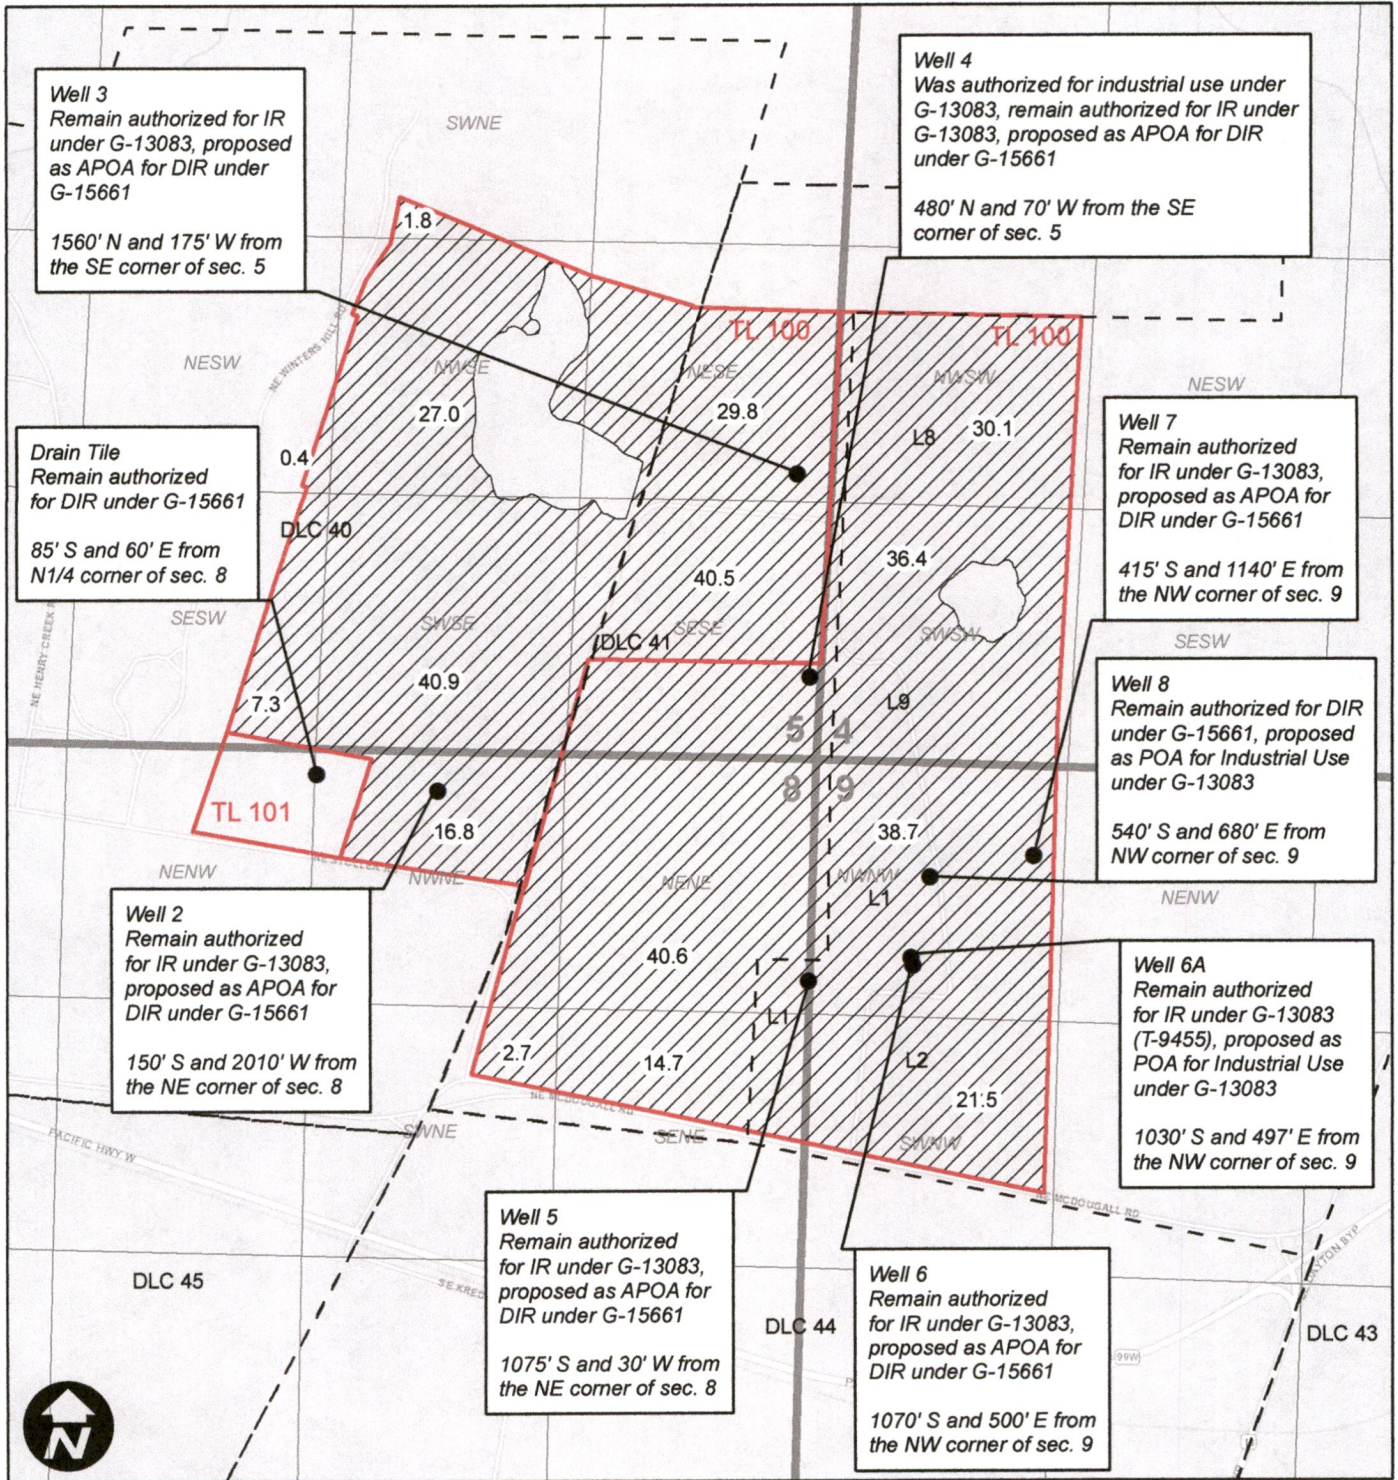 Well 3
Remain authorized for IR
under G-13083, proposed
as APOA for DIR under
G-15661
1560' N and 175' W from
the SE corner of sec. 5
Well 4
Was authorized for industrial use under
G-13083, remain authorized for IR under
G-13083, proposed as APOA for DIR
under G-15661
480' N and 70' W from the SE
corner of sec. 5
SWNE
1.8
TL 100
TL 100
NE WINTERS HILL RD
NESW
NWSE
NESE
NWSW
NESW
27.0
29.8
30.1
L8
0.4
Drain Tile
Remain authorized
for DIR under G-15661
85' S and 60' E from
N1/4 corner of sec. 8
Well 7
Remain authorized
for IR under G-13083,
proposed as APOA for
DIR under G-15661
415' S and 1140' E from
the NW corner of sec. 9
DLC 40
36.4
40.5
NE HENRY CREEK
SESW
SWSE
SESE
SWSW
SESW
DLC 41
40.9
7.3
L9
5 4
8 9
Well 8
Remain authorized for DIR
under G-15661, proposed
as POA for Industrial Use
under G-13083
540' S and 680' E from
NW corner of sec. 9
TL 101
16.8
38.7
NENW
NWNE
NENE
NWNW
L1
NENW
Well 2
Remain authorized
for IR under G-13083,
proposed as APOA for
DIR under G-15661
150' S and 2010' W from
the NE corner of sec. 8
40.6
Well 6A
Remain authorized
for IR under G-13083
(T-9455), proposed as
POA for Industrial Use
under G-13083
1030' S and 497' E from
the NW corner of sec. 9
L1
2.7
14.7
L2
21.5
NE MCDOUGALL RD
PACIFIC HWY W
SWNE
SENE
SWNW
NE MCDOUGALL RD
Well 5
Remain authorized
for IR under G-13083,
proposed as APOA for
DIR under G-15661
1075' S and 30' W from
the NE corner of sec. 8
Well 6
Remain authorized
for IR under G-13083,
proposed as APOA for
DIR under G-15661
1070' S and 500' E from
the NW corner of sec. 9
DLC 45
SE KRED
DLC 44
99W
DLC 43
N